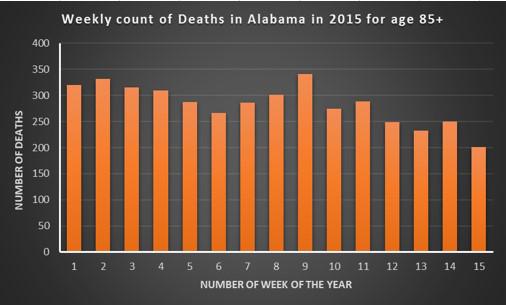 Weekly count of Deaths in Alabama in 2015 for age 85+
400
350
300
250
200
150
100
50
0
NUMBER OF DEATHS
1 2 3 4 5 6 7 8 9 10 11 12 13 14 15
NUMBER OF WEEK OF THE YEAR